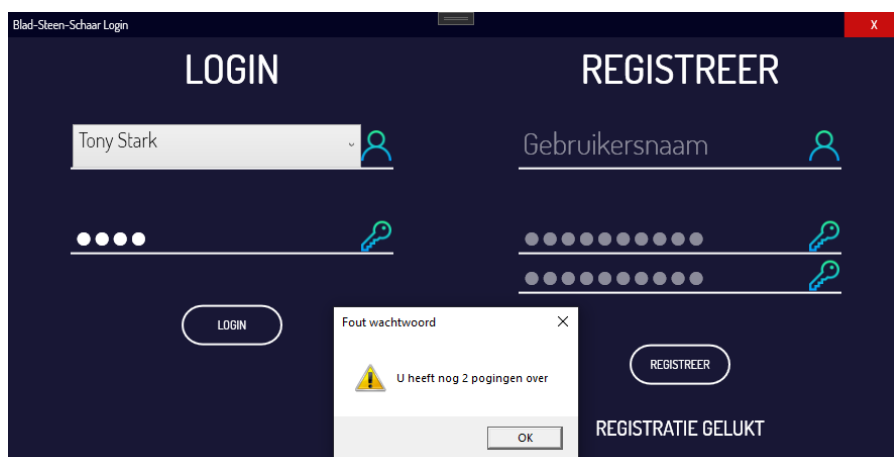 Blad-Steen-Schaar Login
X
LOGIN
REGISTREER
Tony Stark
Gebruikersnaam
LOGIN
Fout wachtwoord
U heeft nog 2 pogingen over
OK
REGISTREER
REGISTRATIE GELUKT